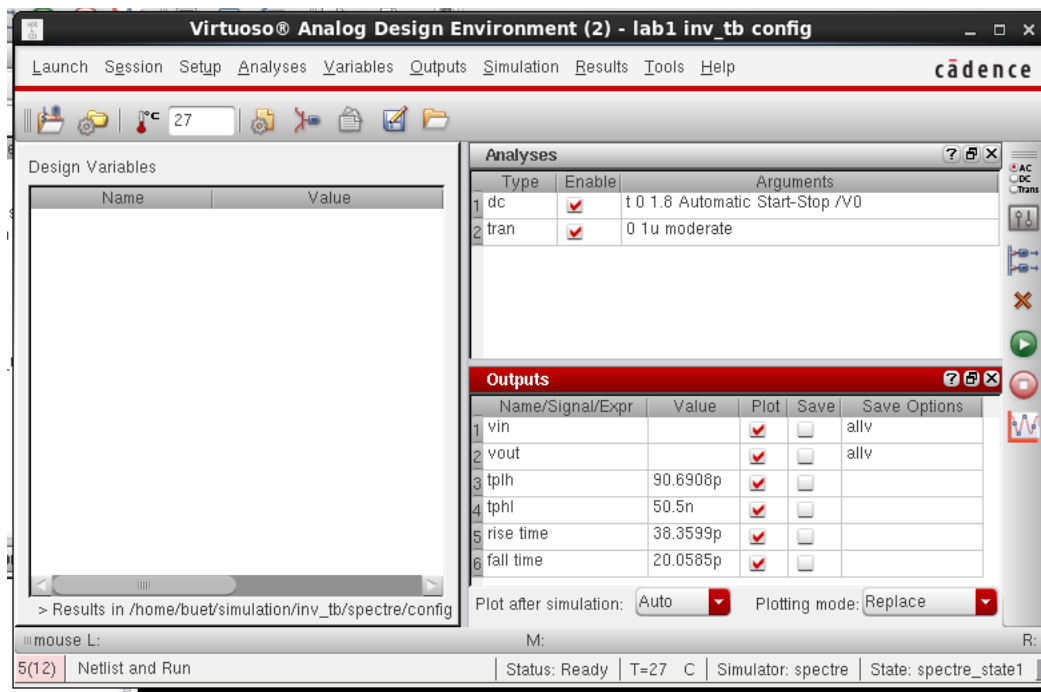 Virtuoso® Analog Design Environment (2) - lab1 inv_tb config
Launch Session Setup Analyses Variables Outputs Simulation Results Tools Help
cādence
°C 27
Design Variables
Name Value
> Results in /home/buet/simulation/inv_tb/spectre/config
Analyses
Type Enable Arguments
1 dc t 0 1.8 Automatic Start-Stop /V0
2 tran 0 1u moderate
AC
DC
Trans
Outputs
Name/Signal/Expr Value Plot Save Save Options
1 vin allv
2 vout allv
3 tplh 90.6908p
4 tphl 50.5n
5 rise time 38.3599p
6 fall time 20.0585p
Plot after simulation: Auto Plotting mode: Replace
mouse L: M: R:
5(12) Netlist and Run Status: Ready T=27 C Simulator: spectre State: spectre_state1